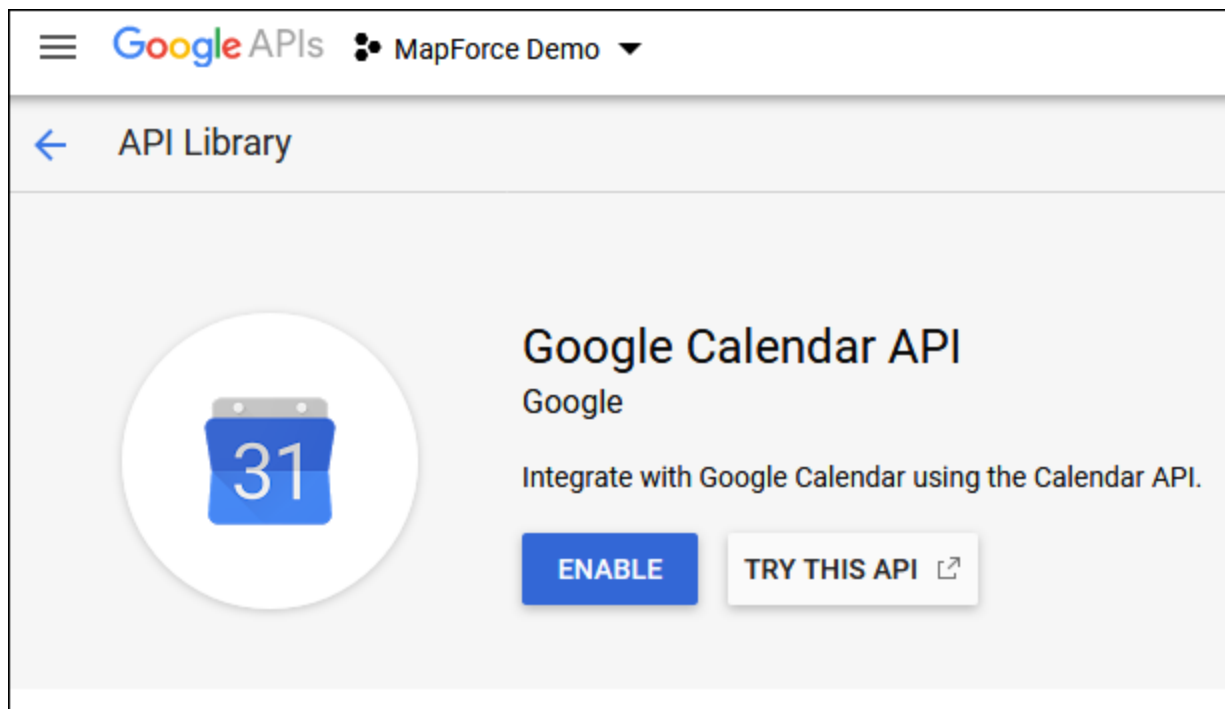 Google APIs MapForce Demo
API Library
Google Calendar API
Google
31
Integrate with Google Calendar using the Calendar API.
ENABLE TRY THIS API